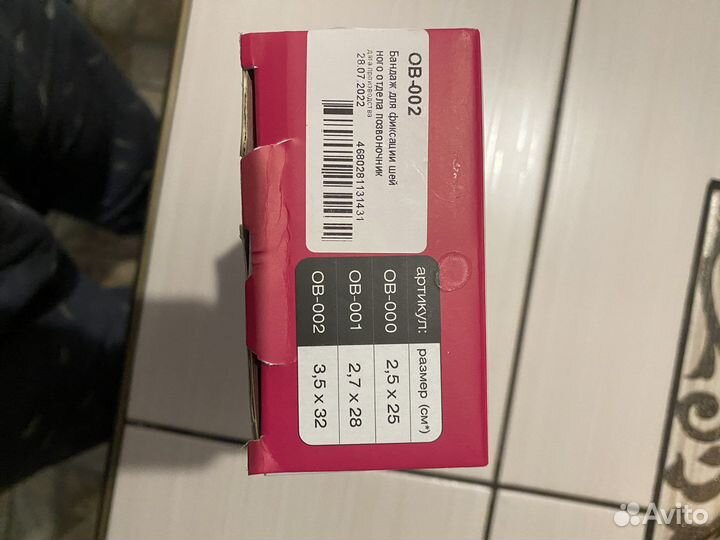 ОВ-002
Бандаж для фиксации шей
ного отдела позвоночник
дата производства
28.07.2022
4680281131431
артикул: размер (см*)
ОВ-000 2,5 x 25
ОВ-001 2,7 x 28
ОВ-002 3,5 x 32
Avito